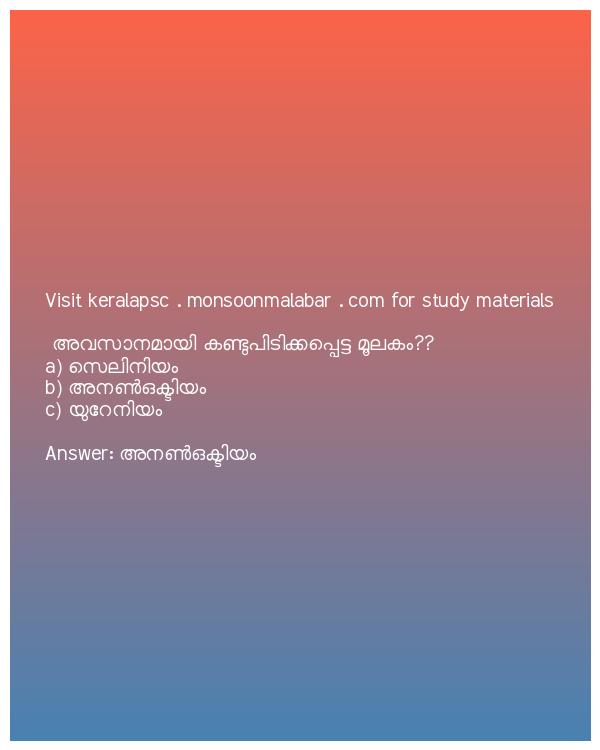 Visit keralapsc . monsoonmalabar . com for study materials
അവസാനമായി കണ്ടുപിടിക്കപ്പെട്ട മൂലകം??
a) സെലിനിയം
b) അനൺഒക്ടിയം
c) യുറേനിയം
Answer: അനൺഒക്ടിയം